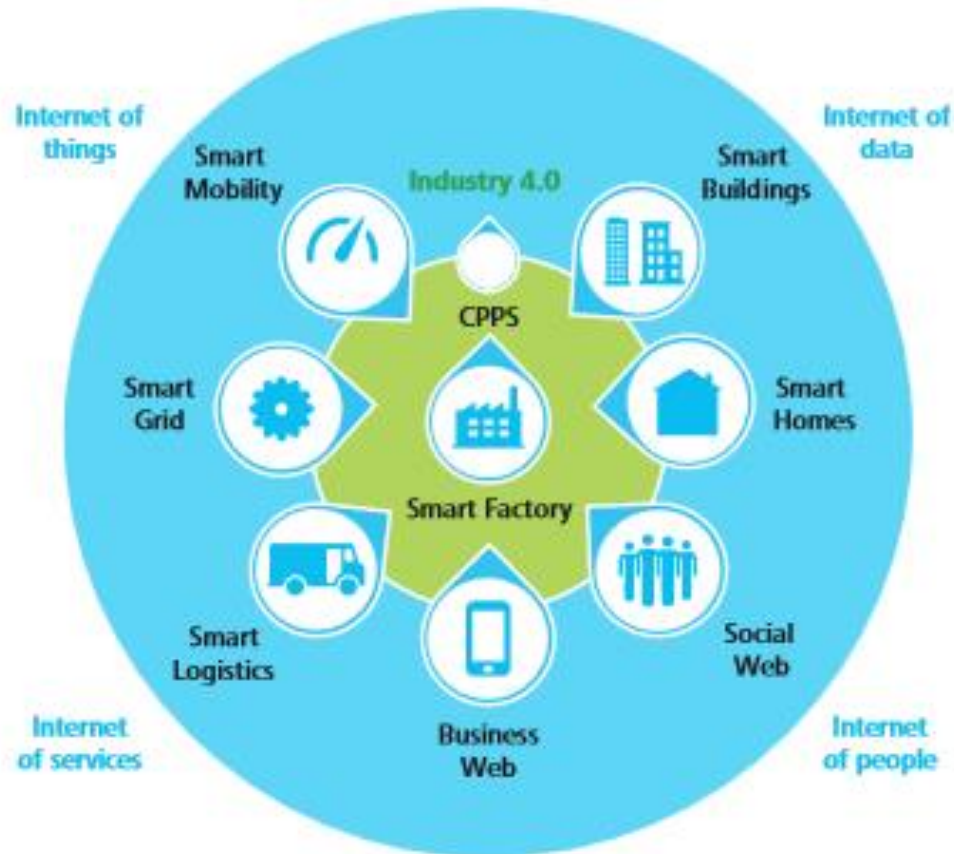 Internet of
things
Internet of
data
Smart
Mobility
Industry 4.0
Smart
Buildings
CPPS
Smart
Grid
Smart
Homes
Smart Factory
Smart
Logistics
Social
Web
Business
Web
Internet
of services
Internet
of people